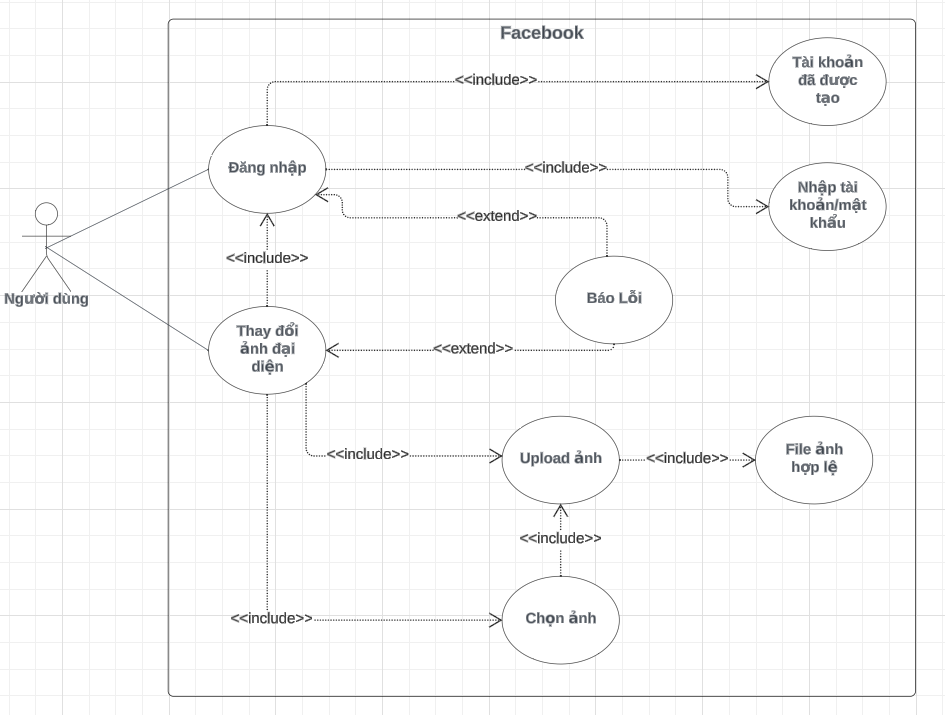 Facebook
<<include>>
Tài khoản
đã được
tạo
Đăng nhập
<<include>>
Nhập tài
khoản/mật
khẩu
<<extend>>
<<include>>
Người dùng
Báo Lỗi
Thay đổi
ảnh đại
diện
<<extend>>
<<include>>
Upload ảnh
<<include>>
File ảnh
hợp lệ
<<include>>
<<include>>
Chọn ảnh